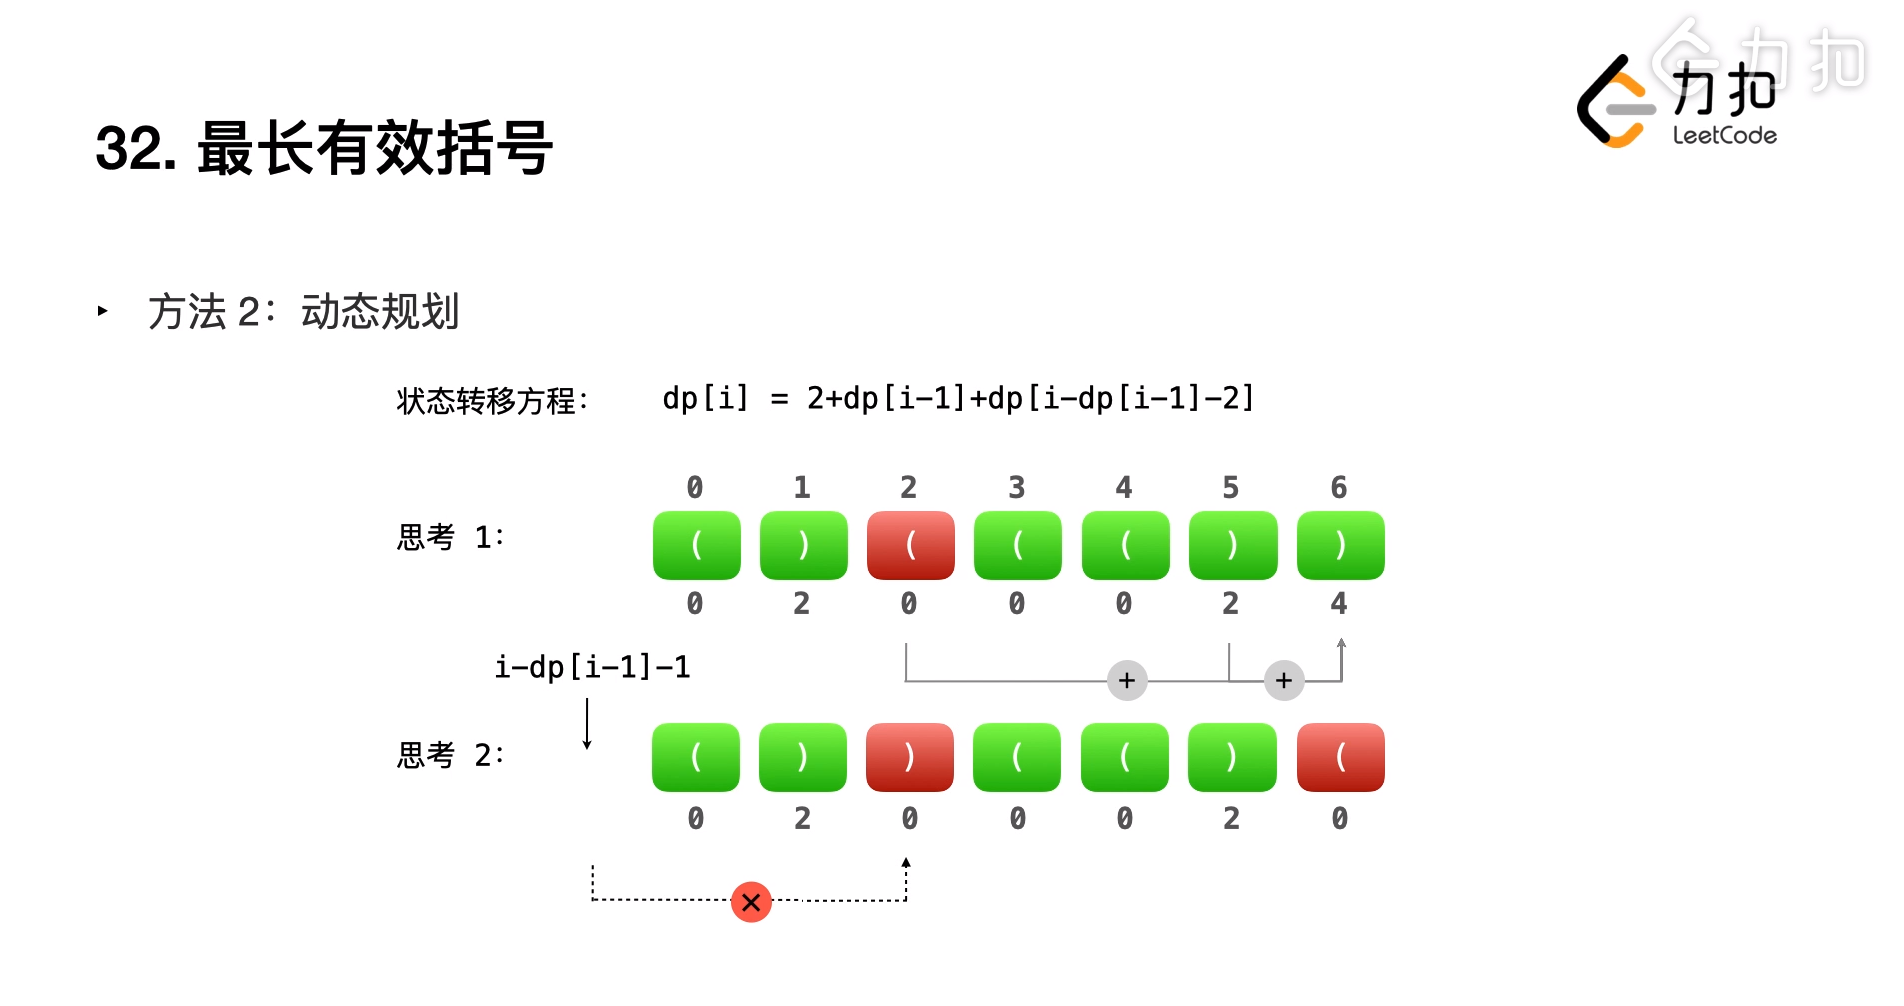 力扣
力扣
LeetCode
32. 最长有效括号
▸ 方法 2：动态规划
状态转移方程： dp[i] = 2+dp[i-1]+dp[i-dp[i-1]-2]
0 1 2 3 4 5 6
思考 1： ( ) ( ( ( ) )
0 2 0 0 0 2 4
+ +
i-dp[i-1]-1
思考 2： ( ) ) ( ( ) (
0 2 0 0 0 2 0
×